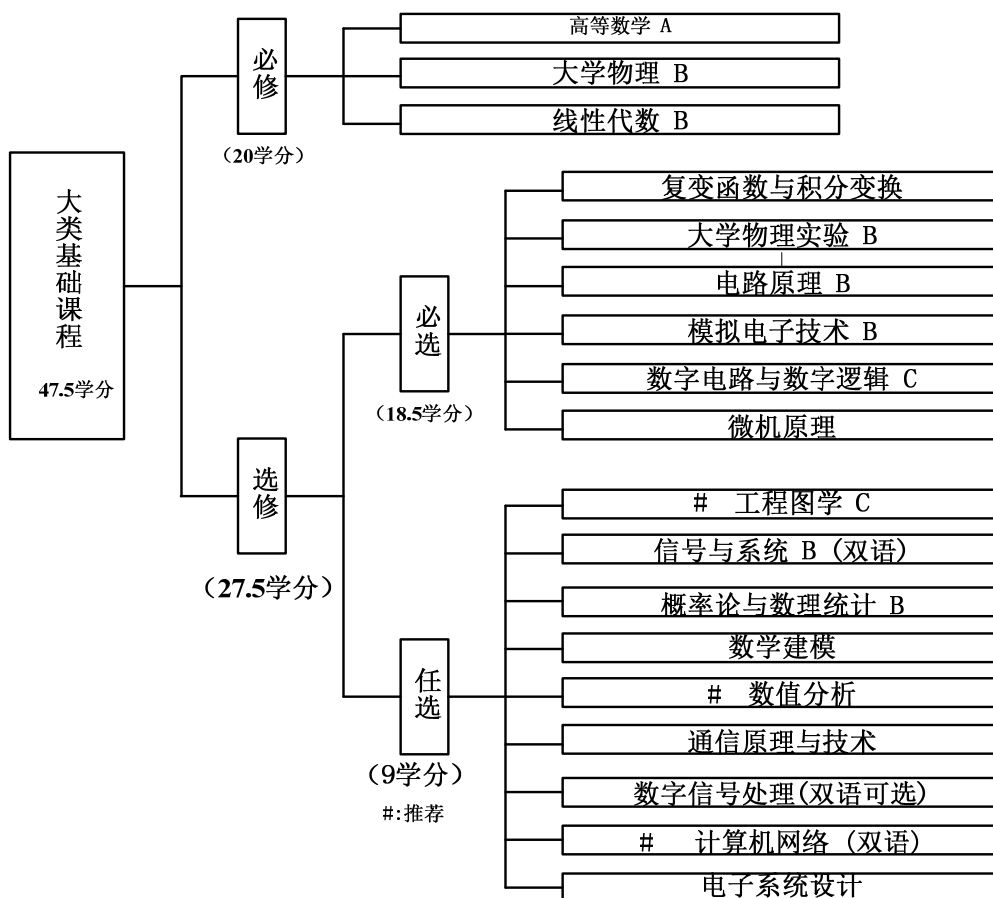 大类基础课程
47.5学分
必修
（20学分）
高等数学 A
大学物理 B
线性代数 B
选修
（27.5学分）
必选
（18.5学分）
复变函数与积分变换
大学物理实验 B
电路原理 B
模拟电子技术 B
数字电路与数字逻辑 C
微机原理
任选
（9学分）
#:推荐
# 工程图学 C
信号与系统 B (双语)
概率论与数理统计 B
数学建模
# 数值分析
通信原理与技术
数字信号处理(双语可选)
# 计算机网络 (双语)
电子系统设计